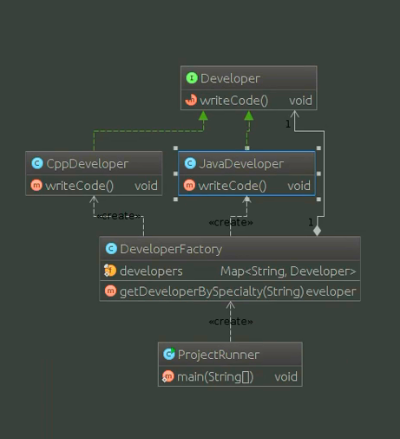 I Developer
writeCode() void
1
C CppDeveloper
C JavaDeveloper
m writeCode() void
m writeCode() void
«create»
«create»
1
C DeveloperFactory
developers Map<String, Developer>
m getDeveloperBySpecialty(String) eveloper
«create»
C ProjectRunner
m main(String[]) void